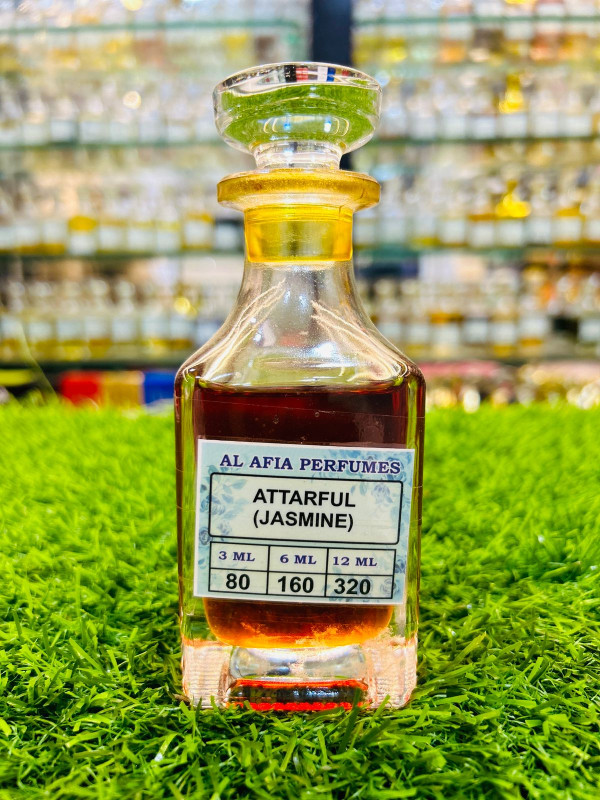 AL AFIA PERFUMES
ATTARFUL
(JASMINE)
3 ML 6 ML 12 ML
80 160 320